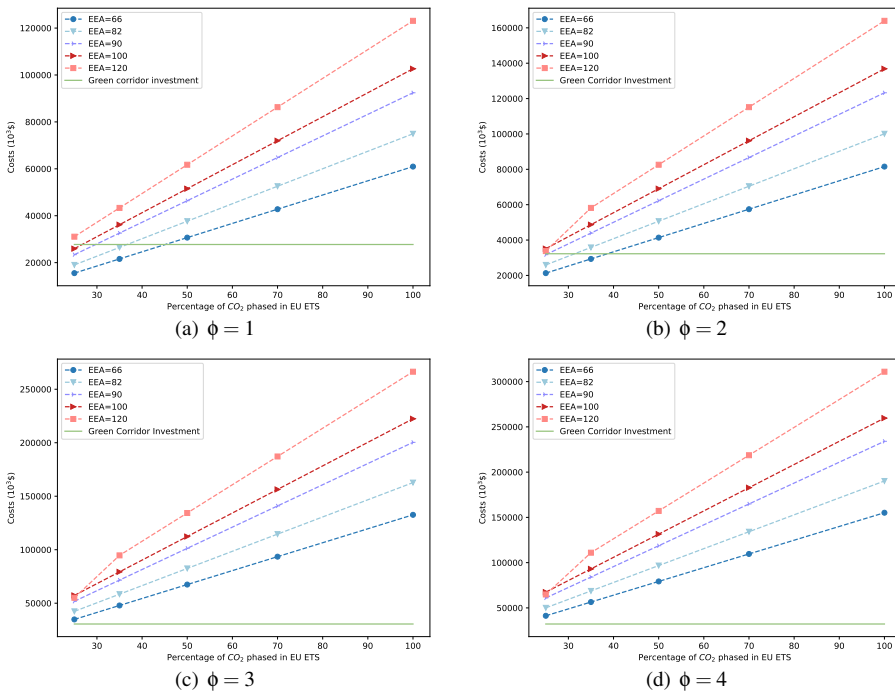 EEA=66
EEA=82
EEA=90
EEA=100
EEA=120
Green corridor investment
120000
100000
80000
60000
40000
20000
Costs (10³$)
30 40 50 60 70 80 90 100
Percentage of CO₂ phased in EU ETS
(a) ϕ = 1
EEA=66
EEA=82
EEA=90
EEA=100
EEA=120
Green Corridor Investment
160000
140000
120000
100000
80000
60000
40000
20000
Costs (10³$)
30 40 50 60 70 80 90 100
Percentage of CO₂ phased in EU ETS
(b) ϕ = 2
EEA=66
EEA=82
EEA=90
EEA=100
EEA=120
Green Corridor Investment
250000
200000
150000
100000
50000
Costs (10³$)
30 40 50 60 70 80 90 100
Percentage of CO₂ phased in EU ETS
(c) ϕ = 3
EEA=66
EEA=82
EEA=90
EEA=100
EEA=120
Green Corridor Investment
300000
250000
200000
150000
100000
50000
Costs (10³$)
30 40 50 60 70 80 90 100
Percentage of CO₂ phased in EU ETS
(d) ϕ = 4